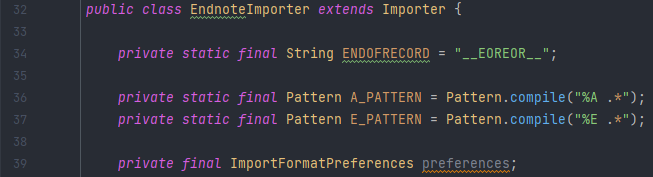 32 public class EndnoteImporter extends Importer {
33
34 private static final String ENDOFRECORD = "__EOREOR__";
35
36 private static final Pattern A_PATTERN = Pattern.compile("%A .*");
37 private static final Pattern E_PATTERN = Pattern.compile("%E .*");
38
39 private final ImportFormatPreferences preferences;